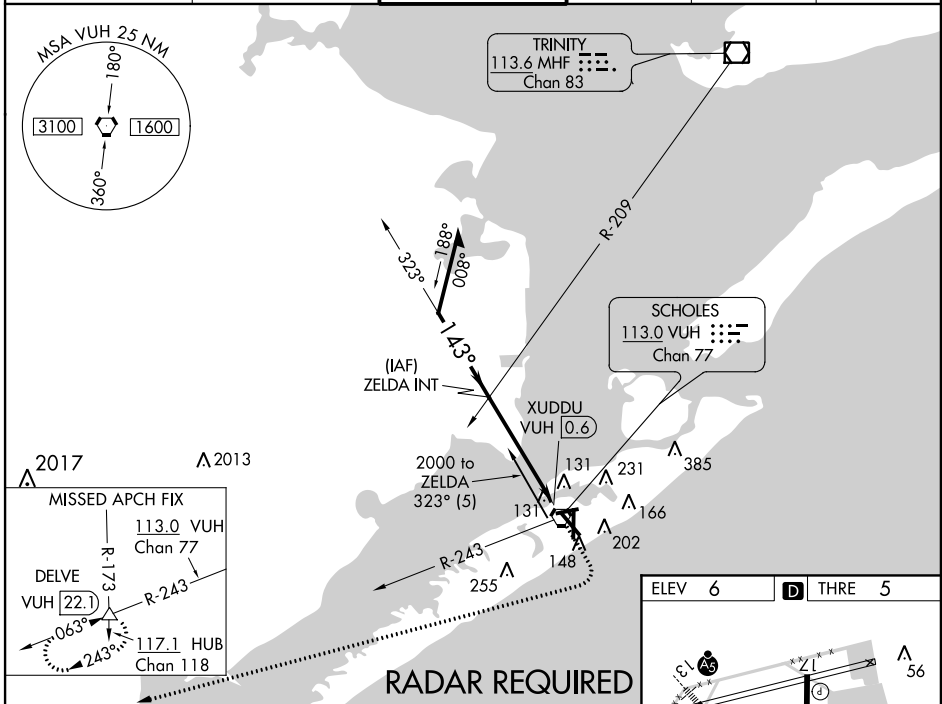 MSA VUH 25 NM
180°
3100
1600
360°
TRINITY
113.6 MHF
Chan 83
R-209
323°
188°
008°
143°
(IAF)
ZELDA INT
SCHOLES
113.0 VUH
Chan 77
XUDDU
VUH 0.6
2000 to
ZELDA
323° (5)
2017
2013
131
131
231
385
166
202
148
255
R-243
MISSED APCH FIX
113.0 VUH
Chan 77
R-173
DELVE
VUH 22.1
R-243
063°
243°
117.1 HUB
Chan 118
RADAR REQUIRED
ELEV 6
D
THRE 5
13
A5
17
P
56